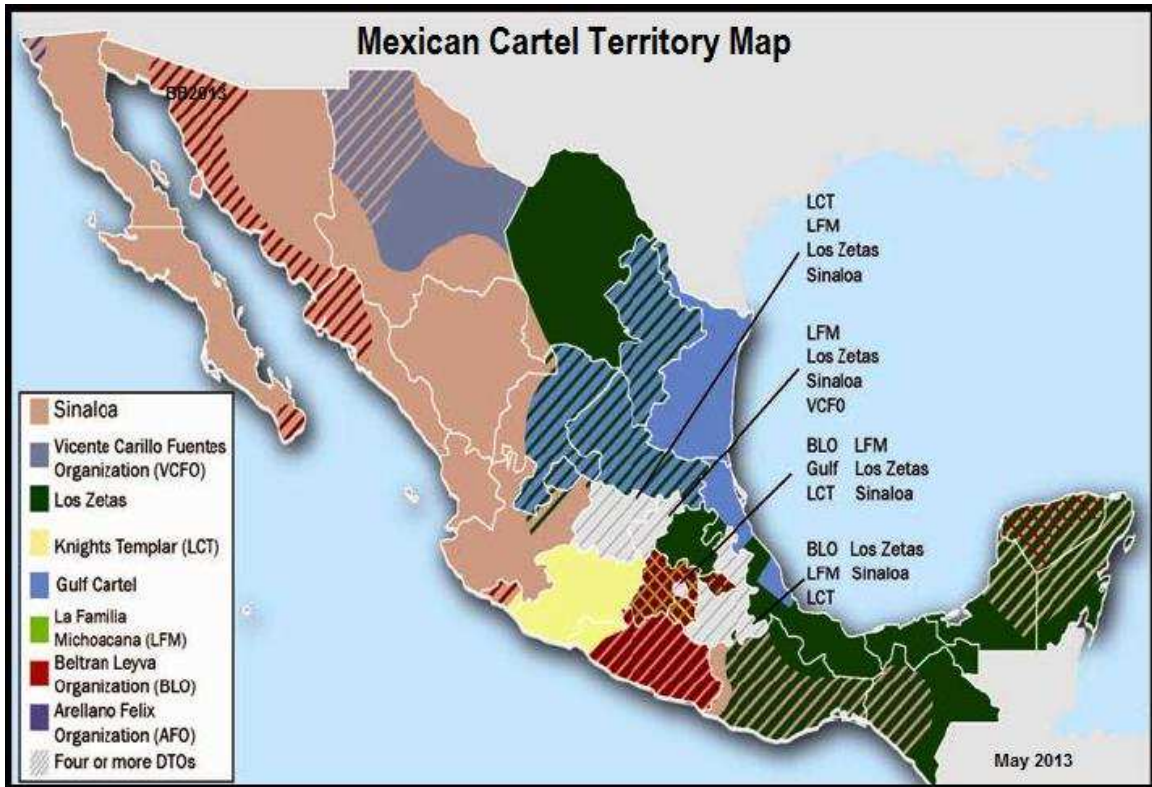 Mexican Cartel Territory Map
BB2013
LCT
LFM
Los Zetas
Sinaloa
LFM
Los Zetas
Sinaloa
VCF0
BLO LFM
Gulf Los Zetas
LCT Sinaloa
BLO Los Zetas
LFM Sinaloa
LCT
Sinaloa
Vicente Carillo Fuentes
Organization (VCFO)
Los Zetas
Knights Templar (LCT)
Gulf Cartel
La Familia
Michoacana (LFM)
Beltran Leyva
Organization (BLO)
Arellano Felix
Organization (AFO)
Four or more DTOs
May 2013